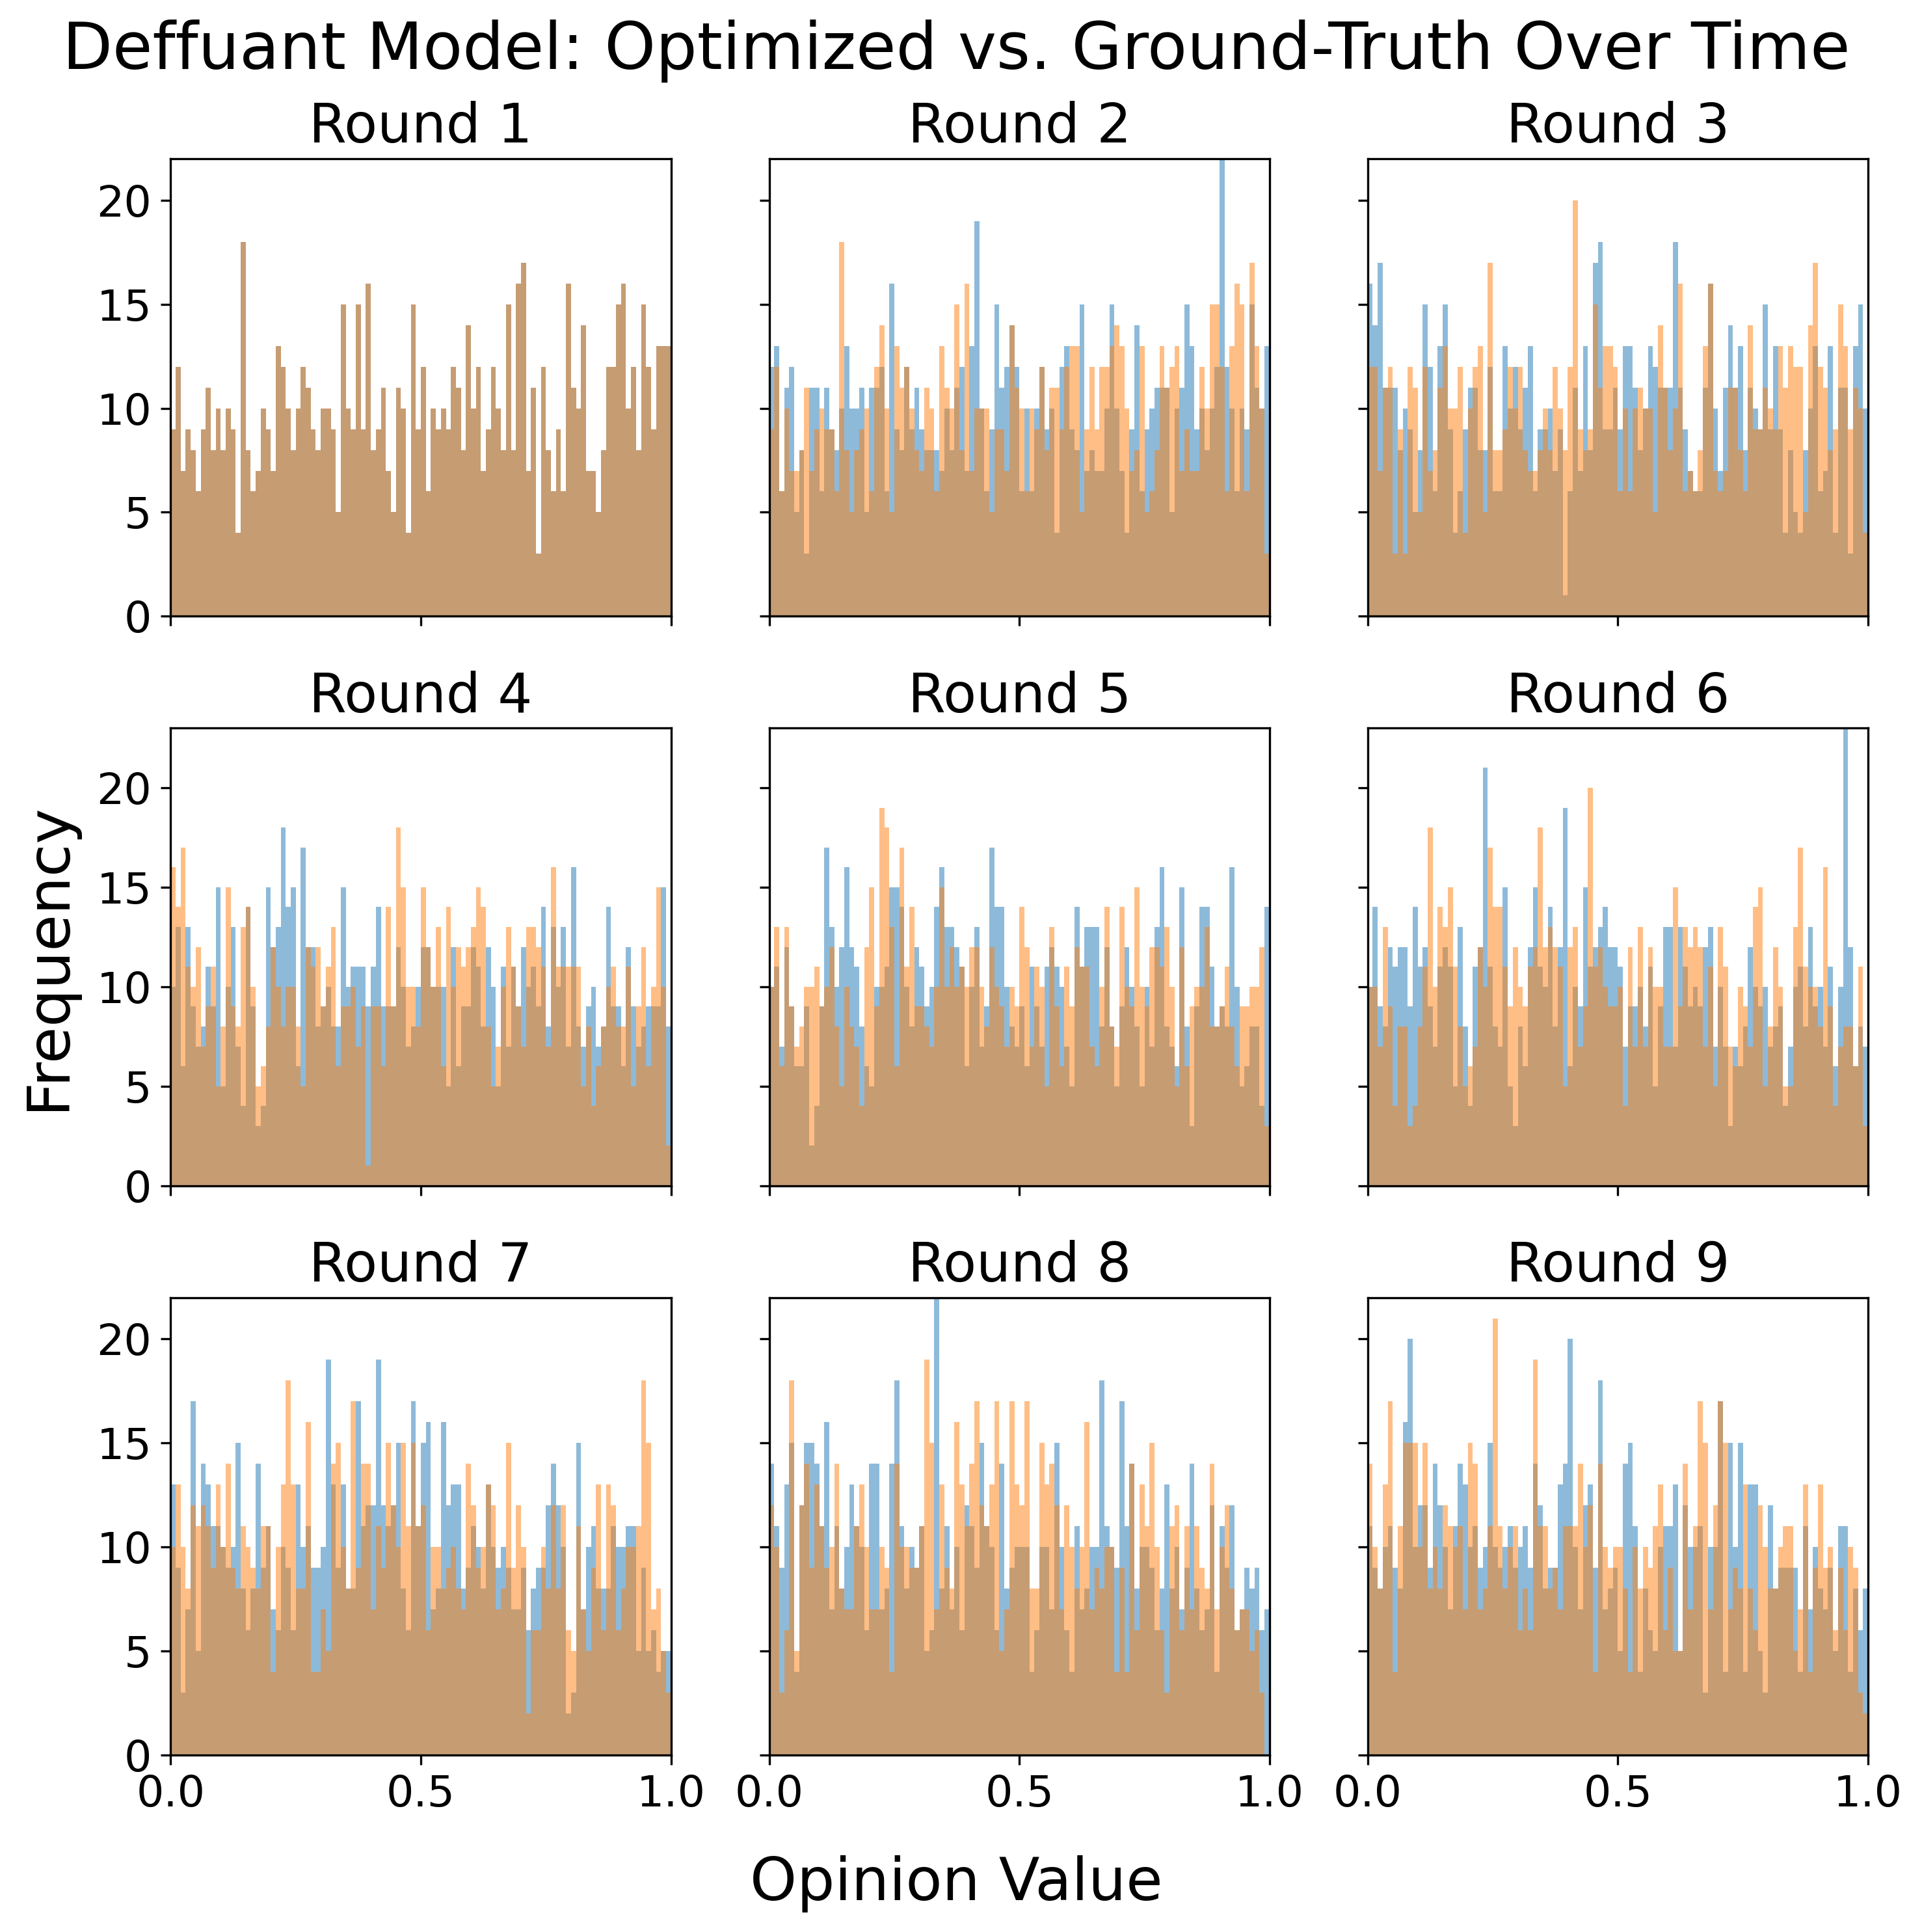 Deffuant Model: Optimized vs. Ground-Truth Over Time
Round 1
Round 2
Round 3
20
15
10
5
0
Round 4
Round 5
Round 6
Frequency
20
15
10
5
0
Round 7
Round 8
Round 9
20
15
10
5
0
0.0 0.5 1.0
0.0 0.5 1.0
0.0 0.5 1.0
Opinion Value